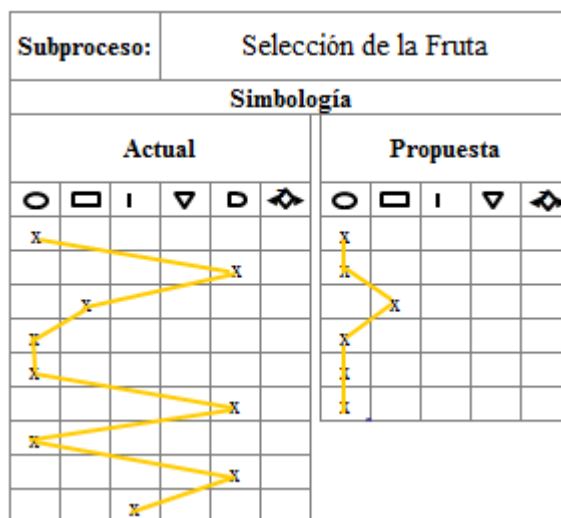 Subproceso: Selección de la Fruta
Simbología
Actual Propuesta
D
x x
x x
x x
x x
x x
x x
x
x
x